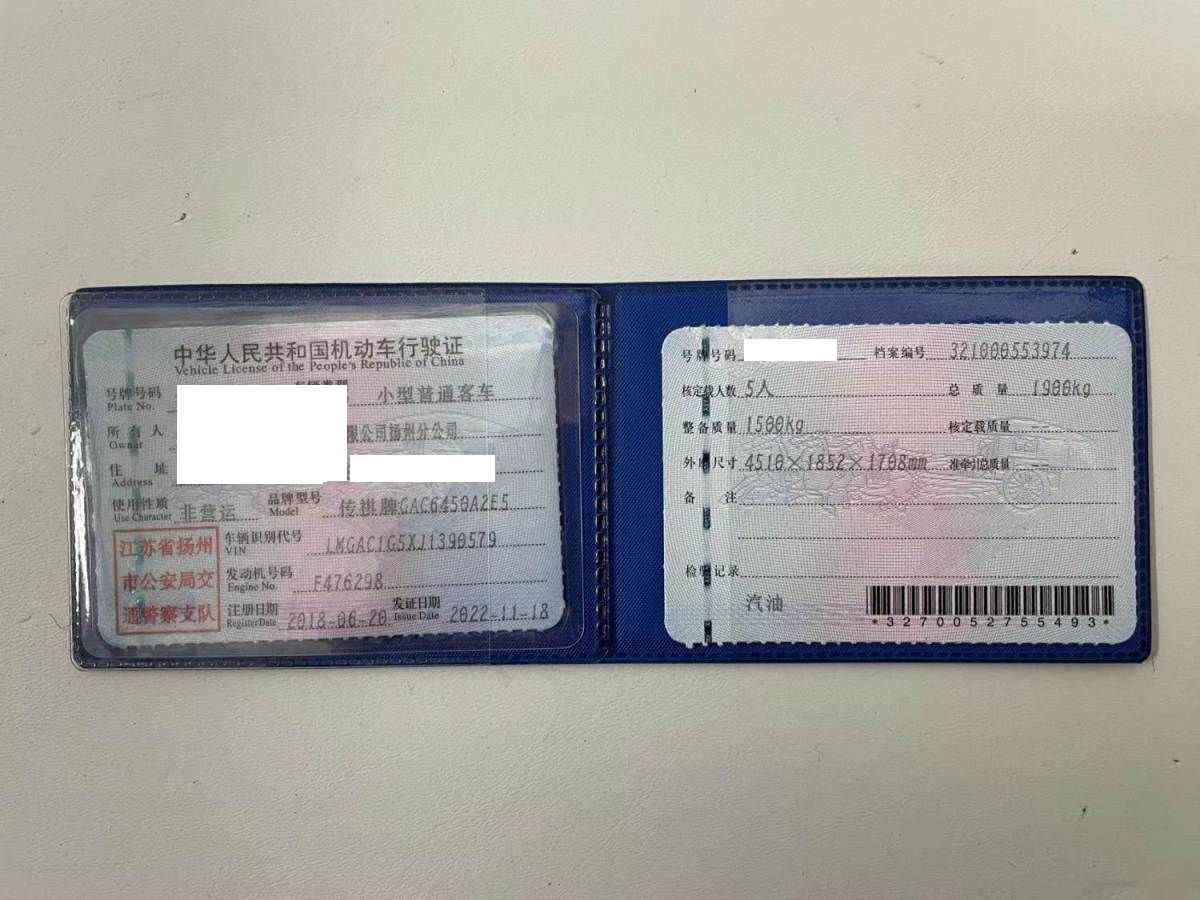 中华人民共和国机动车行驶证
Vehicle License of the People's Republic of China
号牌号码 车辆类型 小型普通客车
Plate No.
所有人 限公司扬州分公司
Owner
住址
Address
使用性质 非营运 品牌型号 传祺牌GAC6450A2E5
Use Character Model
江苏省扬州
市公安局交
通警察支队
车辆识别代号 LMGAC1G5XJ1390579
VIN
发动机号码 F476298
Engine No.
注册日期 2018-06-20 发证日期 2022-11-18
Register Date Issue Date
号牌号码 档案编号 321000553974
核定载人数 5人 总质量 1900kg
整备质量 1500kg 核定载质量 --
外廓尺寸 4510×1852×1708mm 准牵引总质量 --
备注
检验记录
汽油
*3270052755493*